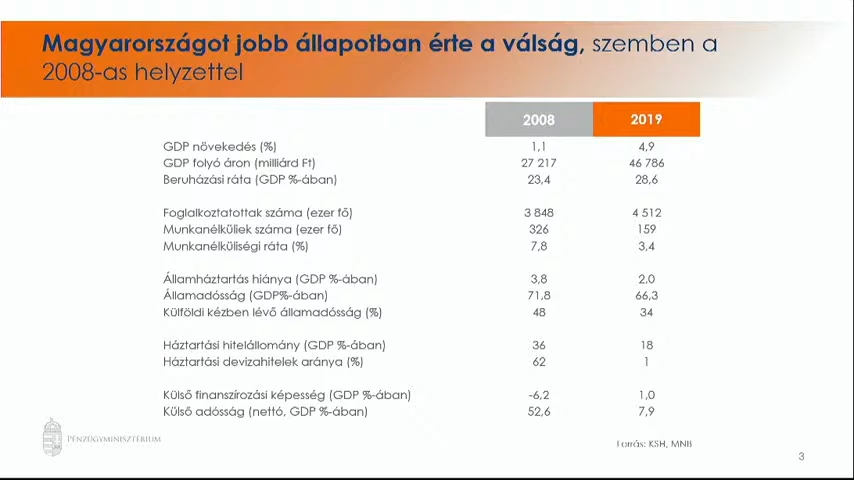 Magyarországot jobb állapotban érte a válság, szemben a
2008-as helyzettel
2008 2019
GDP növekedés (%) 1,1 4,9
GDP folyó áron (milliárd Ft) 27 217 46 786
Beruházási ráta (GDP %-ában) 23,4 28,6
Foglalkoztatottak száma (ezer fő) 3 848 4 512
Munkanélküliek száma (ezer fő) 326 159
Munkanélküliségi ráta (%) 7,8 3,4
Államháztartás hiánya (GDP %-ában) 3,8 2,0
Államadósság (GDP%-ában) 71,8 66,3
Külföldi kézben lévő államadósság (%) 48 34
Háztartási hitelállomány (GDP %-ában) 36 18
Háztartási devizahitelek aránya (%) 62 1
Külső finanszírozási képesség (GDP %-ában) -6,2 1,0
Külső adósság (nettó, GDP %-ában) 52,6 7,9
PÉNZÜGYMINISZTÉRIUM
Forrás: KSH, MNB
3